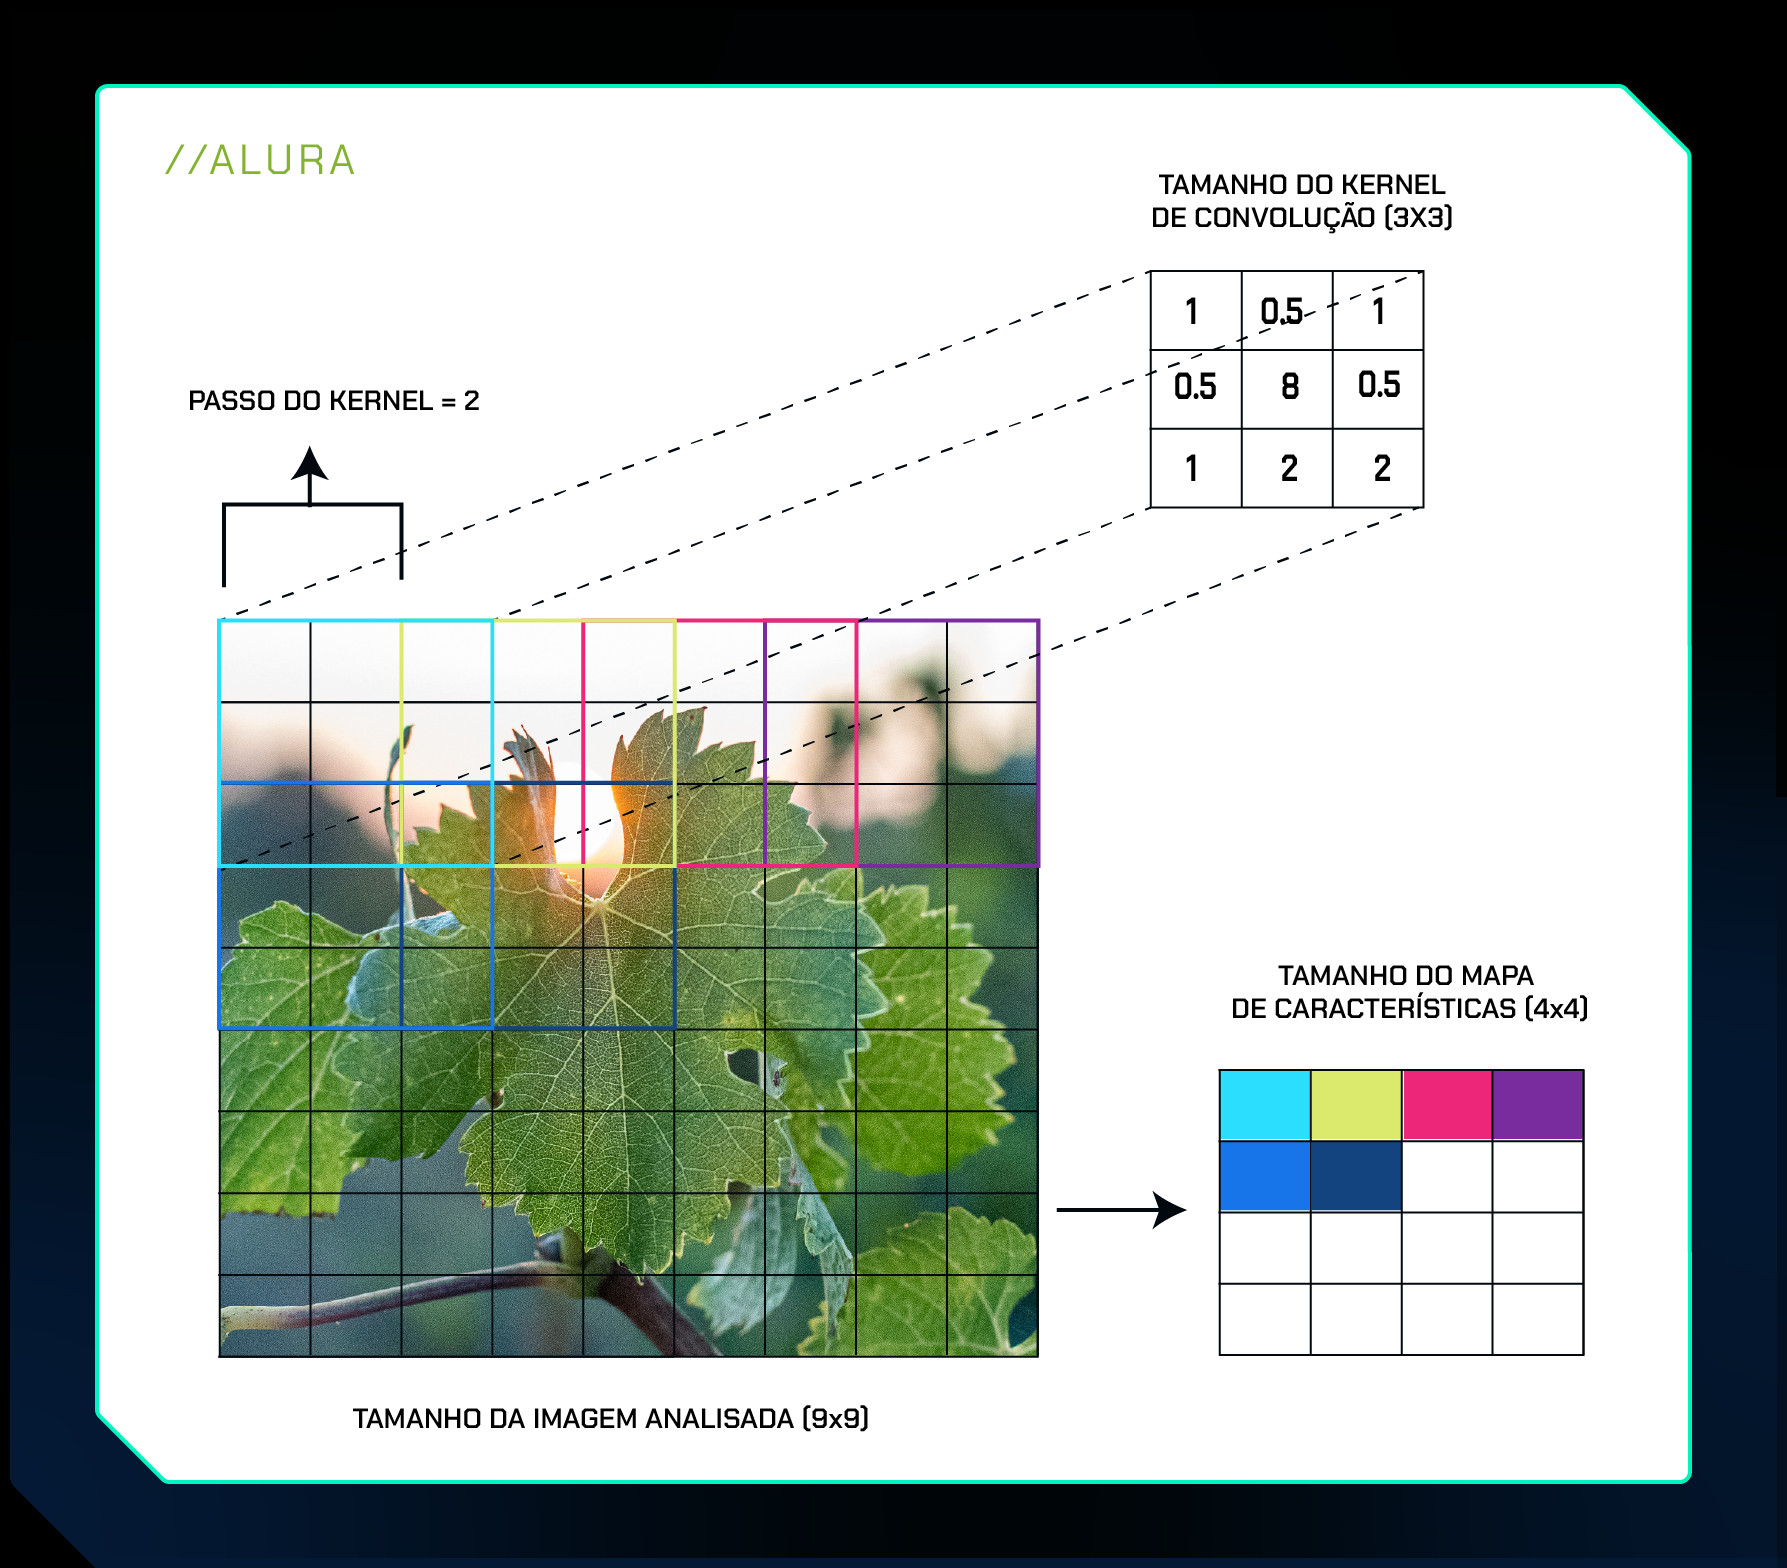 //ALURA
TAMANHO DO KERNEL
DE CONVOLUÇÃO (3X3)
1 0.5 1
0.5 8 0.5
1 2 2
PASSO DO KERNEL = 2
TAMANHO DO MAPA
DE CARACTERÍSTICAS (4x4)
TAMANHO DA IMAGEM ANALISADA (9x9)